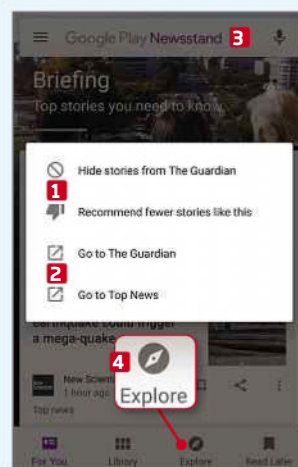 Google Play Newsstand 3
Briefing
Top stories you need to know
Hide stories from The Guardian
1
Recommend fewer stories like this
Go to The Guardian
2
Go to Top News
earthquake could trigger
a mega-quake
4
New Scien
1 hour ago
Explore
Top news
For You Library Explore Read Later